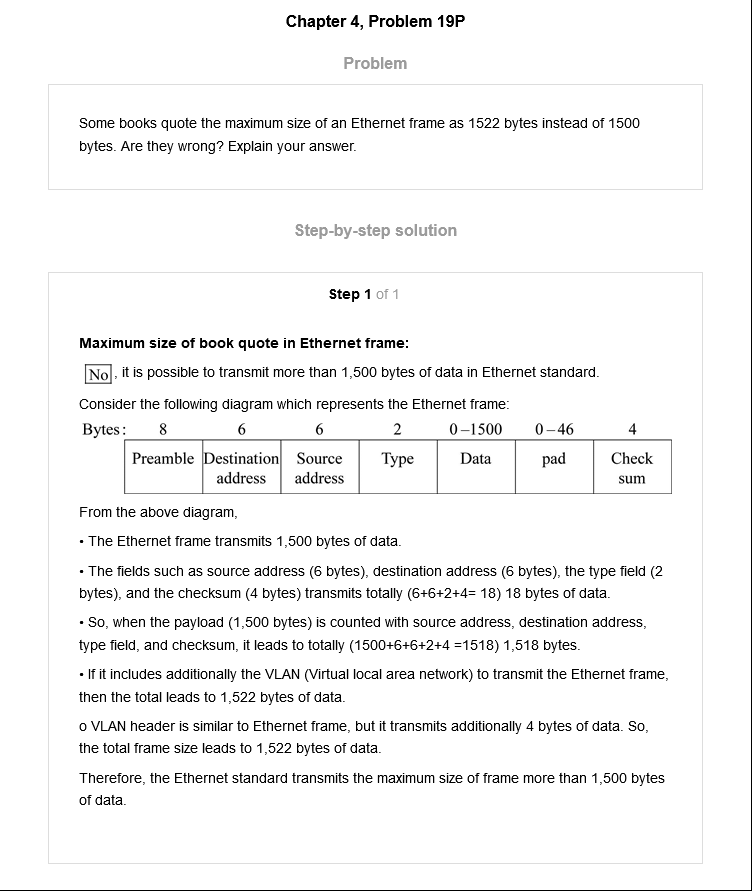 Chapter 4, Problem 19P
Problem
Some books quote the maximum size of an Ethernet frame as 1522 bytes instead of 1500
bytes. Are they wrong? Explain your answer.
Step-by-step solution
Step 1 of 1
Maximum size of book quote in Ethernet frame:
No, it is possible to transmit more than 1,500 bytes of data in Ethernet standard.
Consider the following diagram which represents the Ethernet frame:
Bytes: 8 6 6 2 0–1500 0–46 4
Preamble Destination Source Type Data pad Check
address address sum
From the above diagram,
• The Ethernet frame transmits 1,500 bytes of data.
• The fields such as source address (6 bytes), destination address (6 bytes), the type field (2
bytes), and the checksum (4 bytes) transmits totally (6+6+2+4= 18) 18 bytes of data.
• So, when the payload (1,500 bytes) is counted with source address, destination address,
type field, and checksum, it leads to totally (1500+6+6+2+4 =1518) 1,518 bytes.
• If it includes additionally the VLAN (Virtual local area network) to transmit the Ethernet frame,
then the total leads to 1,522 bytes of data.
o VLAN header is similar to Ethernet frame, but it transmits additionally 4 bytes of data. So,
the total frame size leads to 1,522 bytes of data.
Therefore, the Ethernet standard transmits the maximum size of frame more than 1,500 bytes
of data.